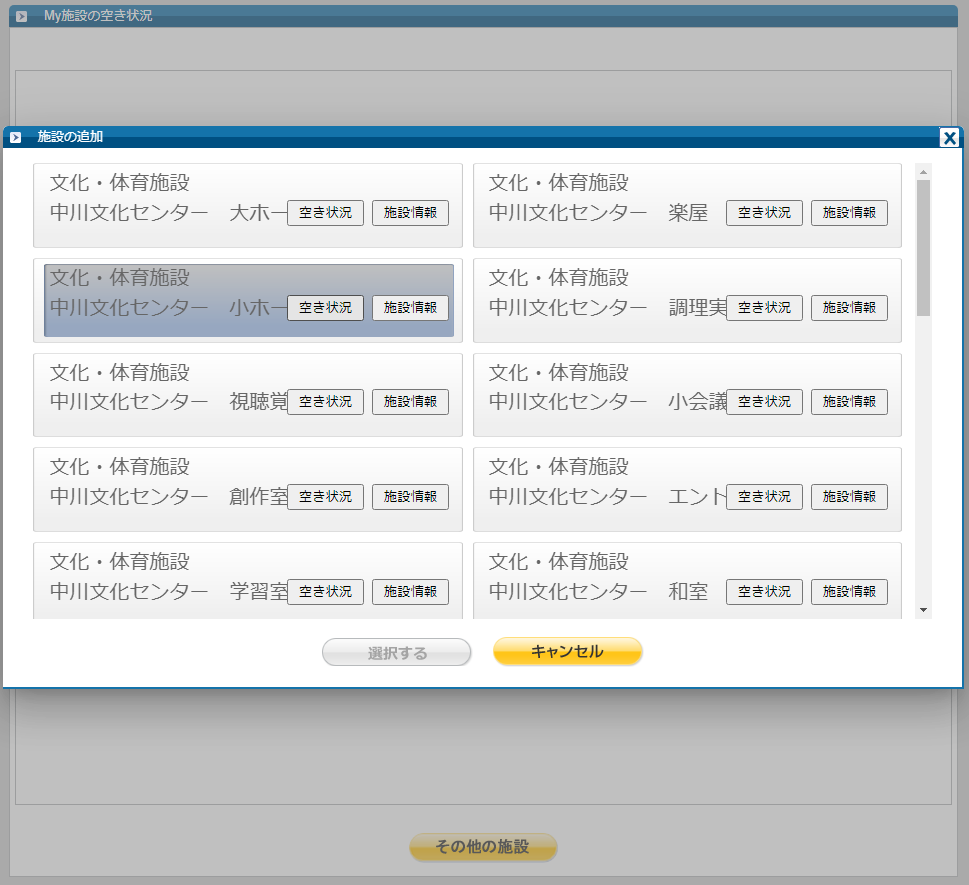 My施設の空き状況
施設の追加
文化・体育施設
中川文化センター　大ホー 空き状況 施設情報
文化・体育施設
中川文化センター　楽屋 空き状況 施設情報
文化・体育施設
中川文化センター　小ホー 空き状況 施設情報
文化・体育施設
中川文化センター　調理実 空き状況 施設情報
文化・体育施設
中川文化センター　視聴覚 空き状況 施設情報
文化・体育施設
中川文化センター　小会議 空き状況 施設情報
文化・体育施設
中川文化センター　創作室 空き状況 施設情報
文化・体育施設
中川文化センター　エント 空き状況 施設情報
文化・体育施設
中川文化センター　学習室 空き状況 施設情報
文化・体育施設
中川文化センター　和室 空き状況 施設情報
選択する キャンセル
その他の施設